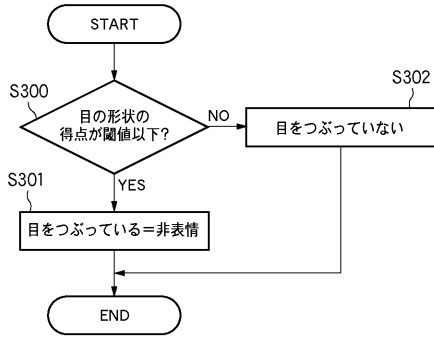 START
S300
目の形状の
得点が閾値以下?
NO
S302
目をつぶっていない
YES
S301
目をつぶっている＝非表情
END